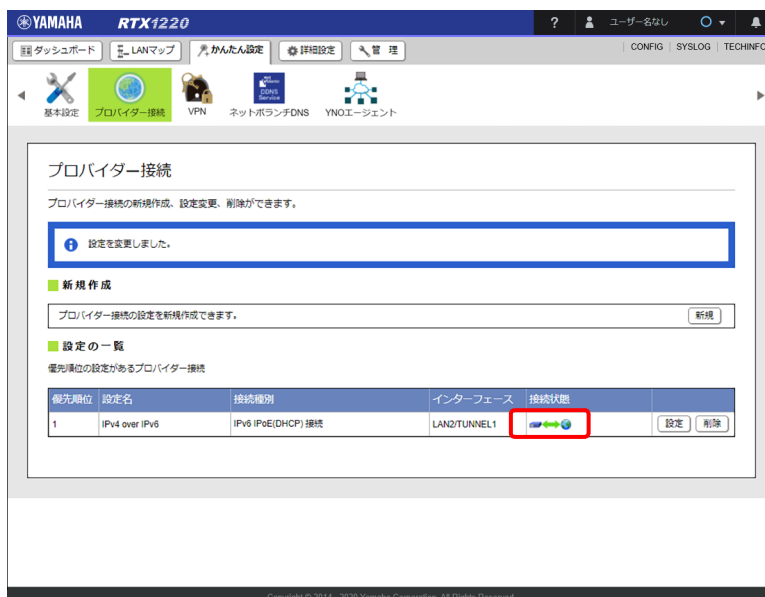 YAMAHA RTX1220 ? ユーザー名なし
ダッシュボード LANマップ かんたん設定 詳細設定 管 理 CONFIG SYSLOG TECHINFO
基本設定 プロバイダー接続 VPN DDNS Service ネットボランチDNS YNOエージェント
プロバイダー接続
プロバイダー接続の新規作成、設定変更、削除ができます。
設定を変更しました。
新規作成
プロバイダー接続の設定を新規作成できます。 新規
設定の一覧
優先順位の設定があるプロバイダー接続
優先順位 設定名 接続種別 インターフェース 接続状態
1 IPv4 over IPv6 IPv6 IPoE(DHCP) 接続 LAN2/TUNNEL1 設定 削除
Copyright © 2014 - 2020 Yamaha Corporation. All Rights Reserved.